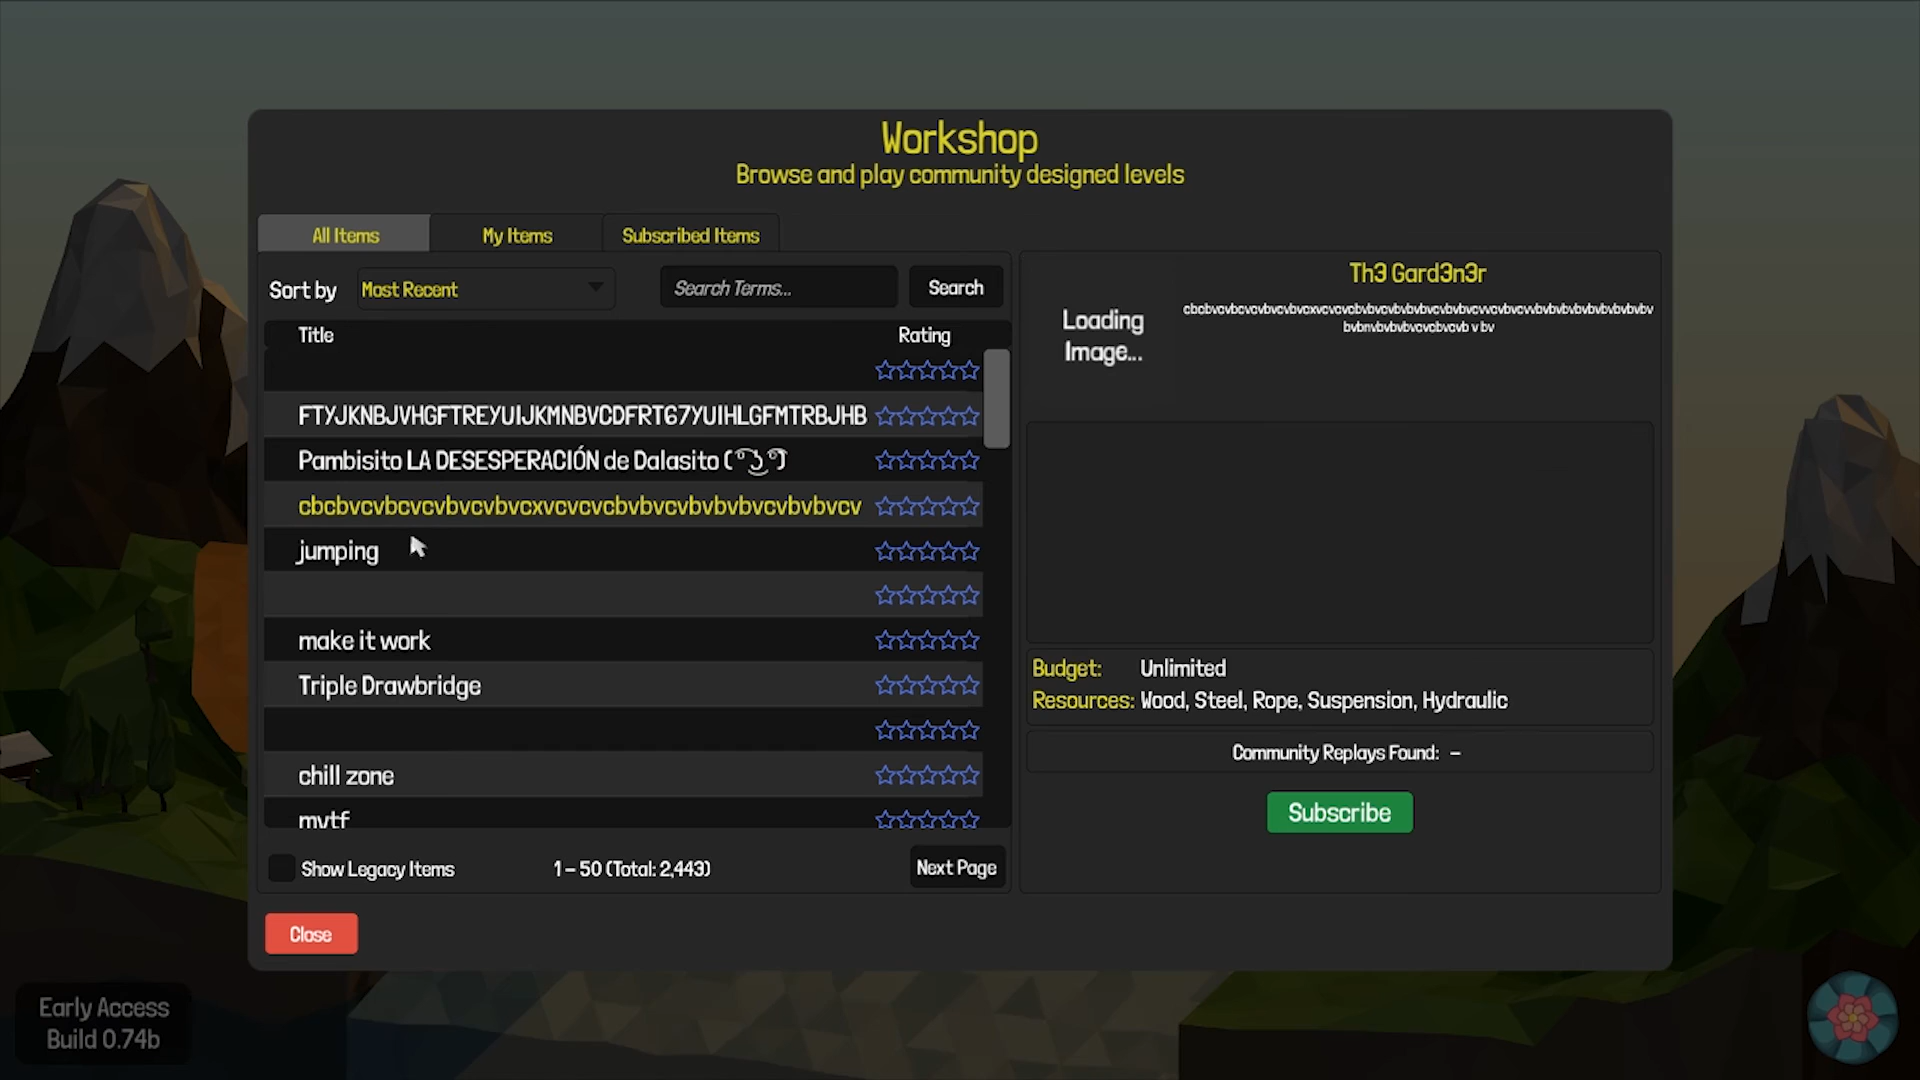 Workshop
Browse and play community designed levels
All Items
My Items
Subscribed Items
Sort by
Most Recent
Search Terms...
Search
Title
Rating
FTYJKNBJVHGFTREYUIJKMNBVCDFRT67YUIHLGFMTRBJHB
Pambisito LA DESESPERACIÓN de Dalasito ( ͡° ͜ʖ ͡°)
cbcbvcvbcvcvbvcvbvcxvcvcvcbvbvcvbvbvbvcvbvbvcv
jumping
make it work
Triple Drawbridge
chill zone
mvtf
Show Legacy Items
1 – 50 (Total: 2,443)
Next Page
Close
Th3 Gard3n3r
Loading
Image...
Budget: Unlimited
Resources: Wood, Steel, Rope, Suspension, Hydraulic
Community Replays Found: –
Subscribe
Early Access
Build 0.74b